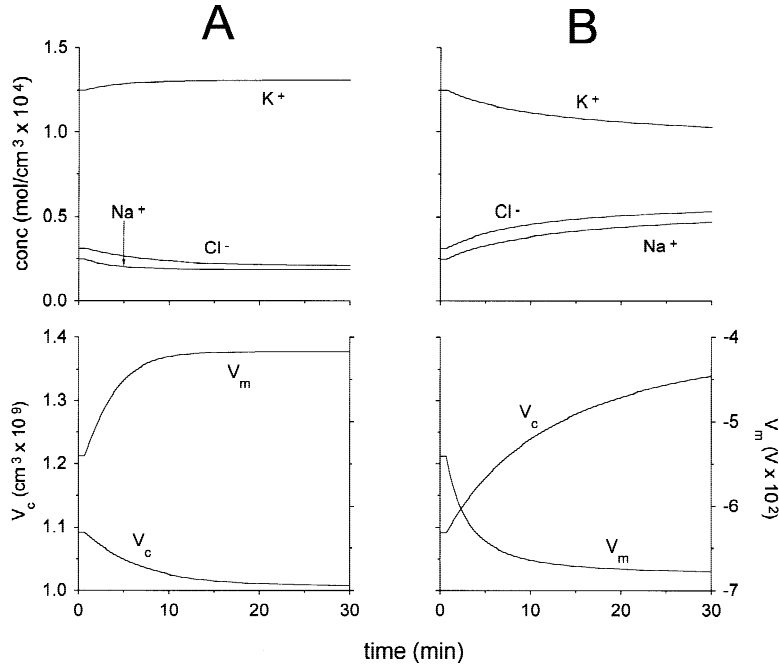 A
B
1.5
1.0
0.5
0.0
conc (mol/cm³ x 10⁴)
K⁺
Na⁺
Cl⁻
K⁺
Cl⁻
Na⁺
1.4
1.3
1.2
1.1
1.0
V_c (cm³ x 10⁹)
V_m
V_c
V_c
V_m
-4
-5
-6
-7
V_m (V x 10²)
0 10 20 30
0 10 20 30
time (min)